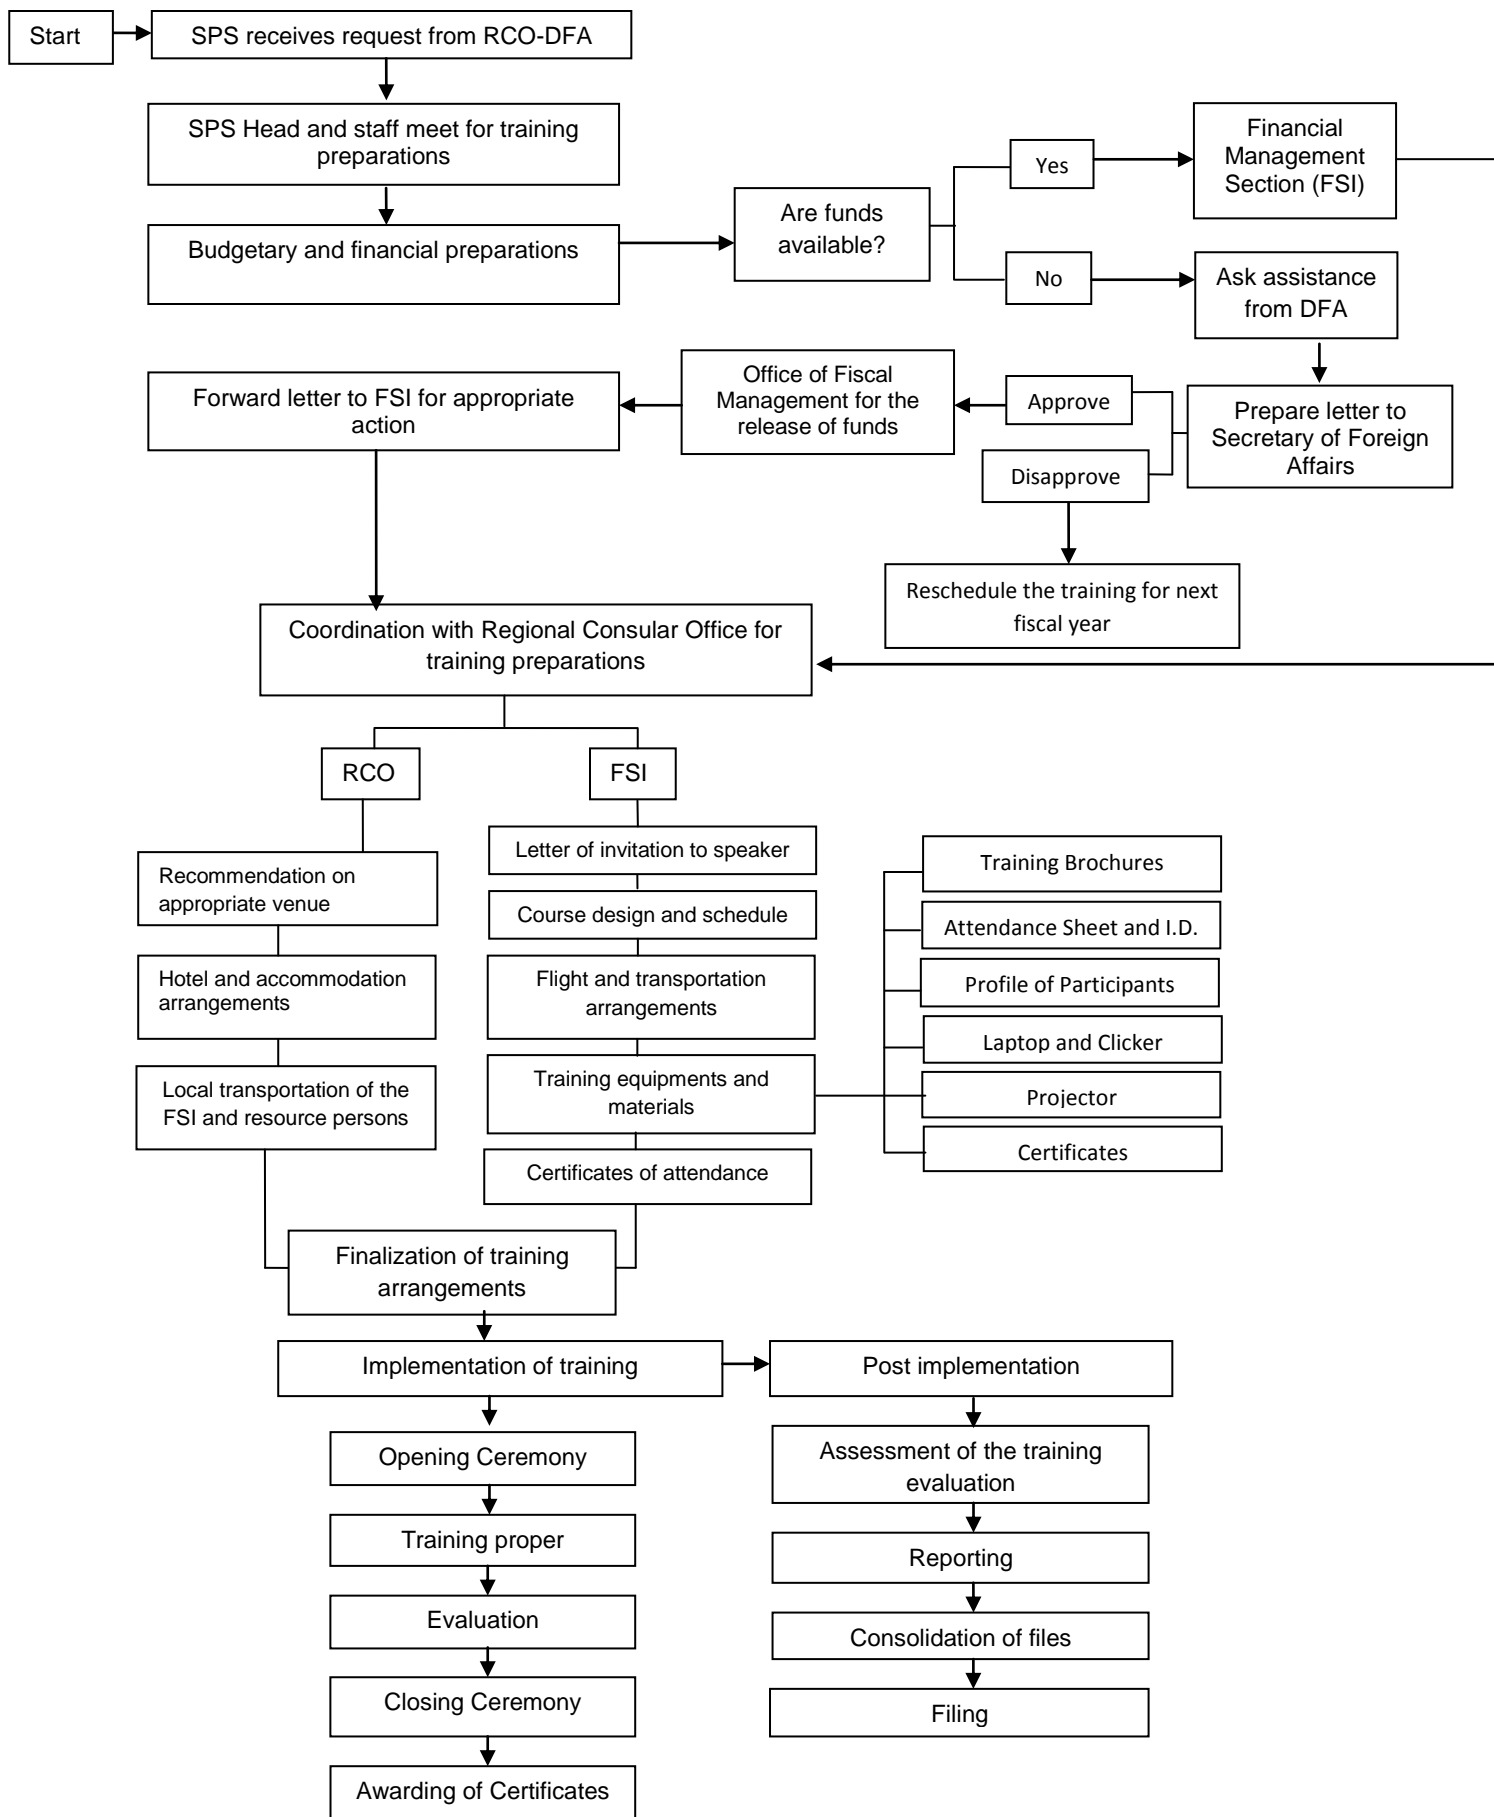 Start
SPS receives request from RCO-DFA
SPS Head and staff meet for training
preparations
Budgetary and financial preparations
Are funds
available?
Yes
No
Financial
Management
Section (FSI)
Ask assistance
from DFA
Prepare letter to
Secretary of Foreign
Affairs
Approve
Disapprove
Office of Fiscal
Management for the
release of funds
Forward letter to FSI for appropriate
action
Reschedule the training for next
fiscal year
Coordination with Regional Consular Office for
training preparations
RCO
FSI
Recommendation on
appropriate venue
Hotel and accommodation
arrangements
Local transportation of the
FSI and resource persons
Letter of invitation to speaker
Course design and schedule
Flight and transportation
arrangements
Training equipments and
materials
Certificates of attendance
Training Brochures
Attendance Sheet and I.D.
Profile of Participants
Laptop and Clicker
Projector
Certificates
Finalization of training
arrangements
Implementation of training
Opening Ceremony
Training proper
Evaluation
Closing Ceremony
Awarding of Certificates
Post implementation
Assessment of the training
evaluation
Reporting
Consolidation of files
Filing